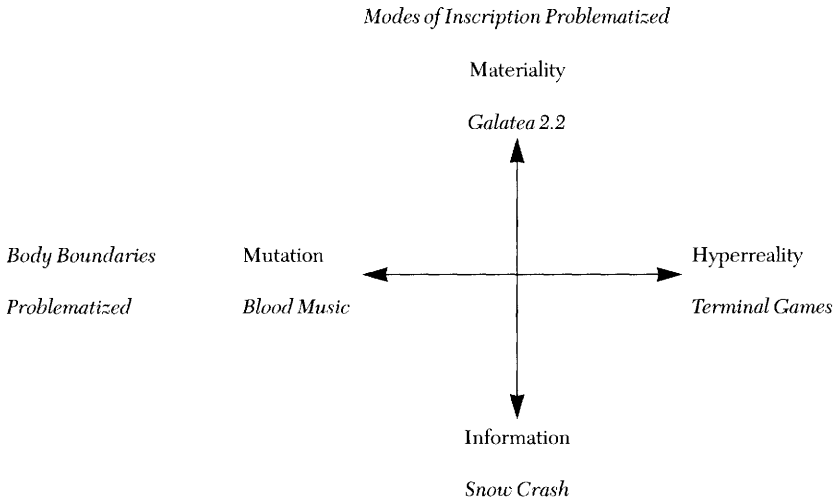 Modes of Inscription Problematized
Materiality
Galatea 2.2
Body Boundaries Mutation Hyperreality
Problematized Blood Music Terminal Games
Information
Snow Crash